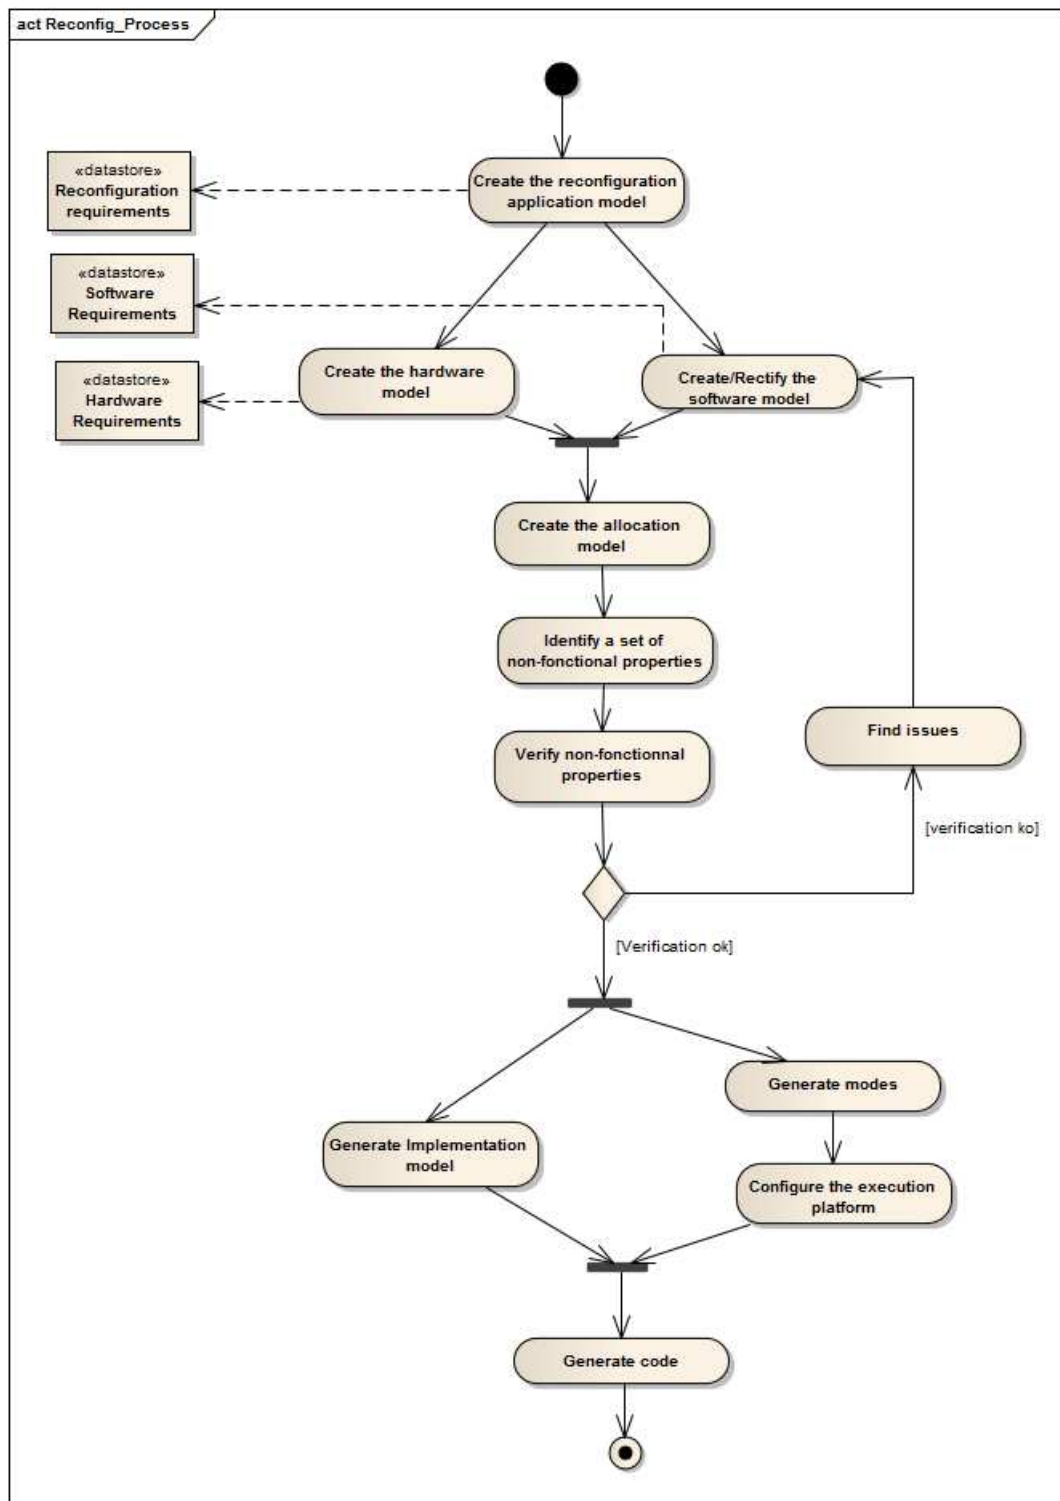 act Reconfig_Process
«datastore»
Reconfiguration
requirements
Create the reconfiguration
application model
«datastore»
Software
Requirements
«datastore»
Hardware
Requirements
Create the hardware
model
Create/Rectify the
software model
Create the allocation
model
Identify a set of
non-fonctional properties
Find issues
Verify non-fonctionnal
properties
[verification ko]
[Verification ok]
Generate modes
Generate Implementation
model
Configure the execution
platform
Generate code